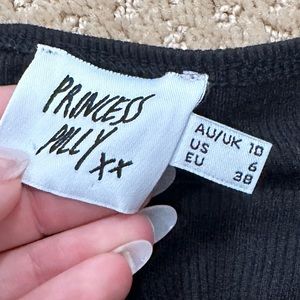 PRINCESS
POLLY
xx
AU/UK 10
US 6
EU 38